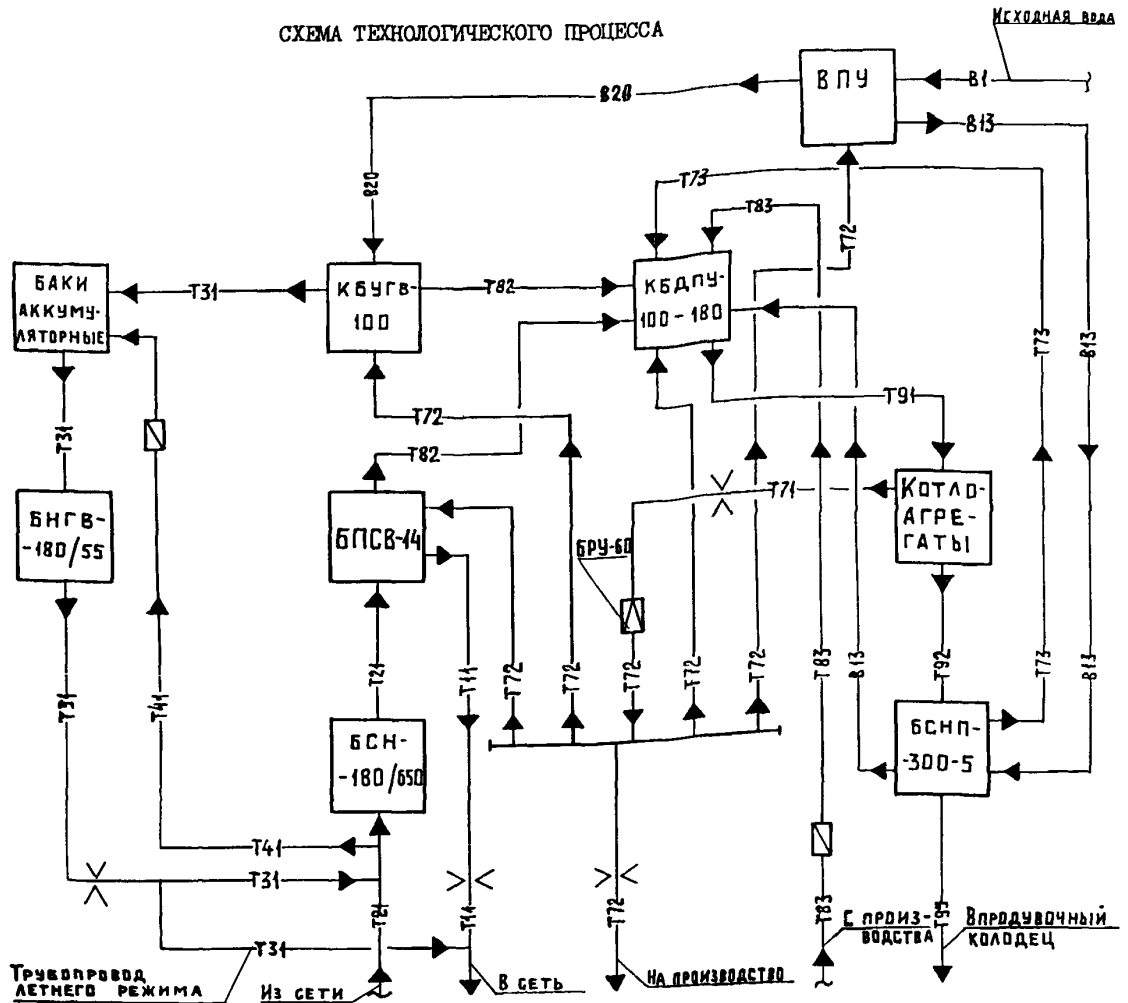 СХЕМА ТЕХНОЛОГИЧЕСКОГО ПРОЦЕССА
ИСХОДНАЯ ВОДА
ВПУ
В1
В20
В13
Т73
Т83
В20
Т72
БАКИ
АККУМУ-
ЛЯТОРНЫЕ
Т31
КБУГВ-
100
Т82
КБДПУ-
100-180
Т73
В13
Т31
Т72
Т91
Т82
БНГВ-
-180/55
БПСВ-14
Т71
КОТЛО-
АГРЕ-
ГАТЫ
БРУ-60
Т31
Т41
Т21
Т11
Т72
Т72
Т72
Т72
Т72
Т83
В13
Т92
Т73
В13
БСН-
-180/650
БСНП-
-300-5
Т41
Т31
Т21
Т11
Т72
Т83
Т95
Т31
ТРУБОПРОВОД
ЛЕТНЕГО РЕЖИМА
ИЗ СЕТИ
В СЕТЬ
НА ПРОИЗВОДСТВО
С ПРОИЗ-
ВОДСТВА
В ПРОДУВОЧНЫЙ
КОЛОДЕЦ